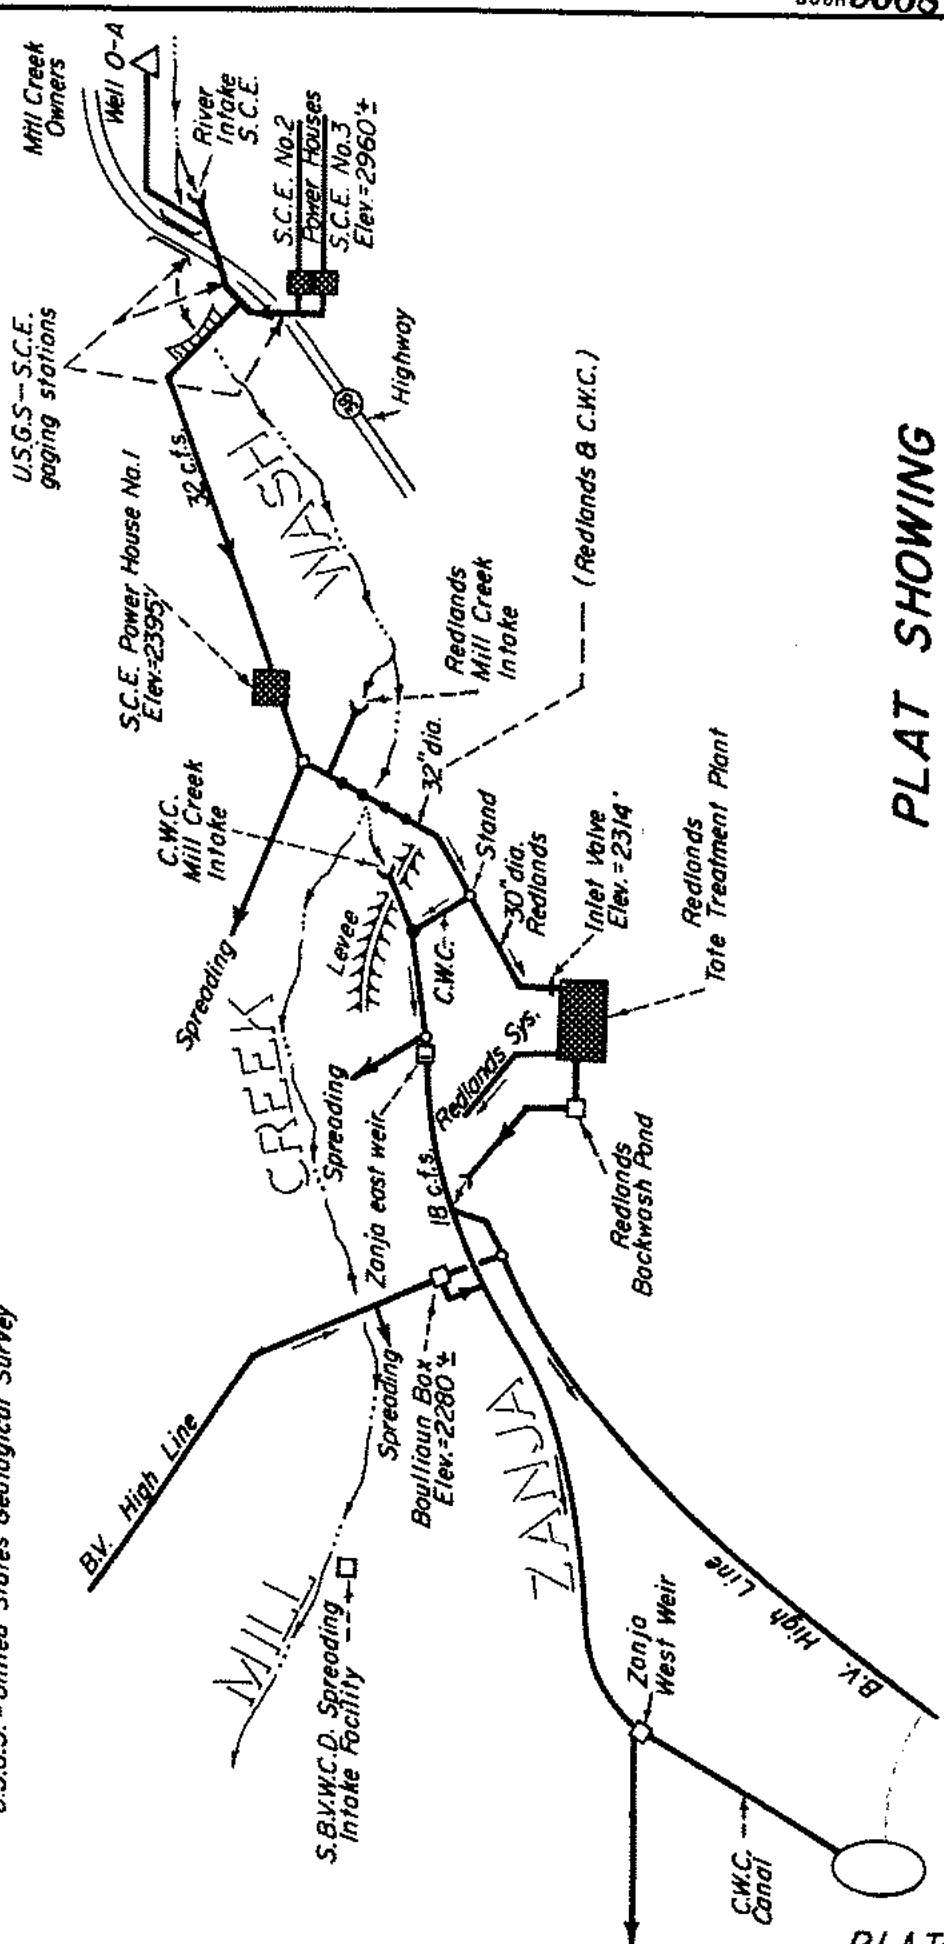 Mill Creek
Owners
Well O-A
River
Intake
S.C.E.
S.C.E. No.2
Power Houses
S.C.E. No.3
Elev.=2960'±
U.S.G.S.-S.C.E.
gaging stations
Highway
32 c.f.s.
WASH
S.C.E. Power House No.1
Elev.=2395'
Redlands
Mill Creek
Intake
(Redlands & C.W.C.)
C.W.C.
Mill Creek
Intake
32" dia.
Stand
30" dia.
Redlands
Inlet Valve
Elev.=2314'
Redlands
Tate Treatment Plant
Spreading
Levee
C.W.C.
CREEK
Spreading
Redlands Sys.
Zanja east weir
18 c.f.s.
Redlands
Backwash Pond
B.V. High Line
Spreading
Boullioun Box
Elev.=2280'±
MILL
ZANJA
S.B.V.W.C.D. Spreading
Intake Facility
B.V. High Line
Zanja
West Weir
C.W.C.
Canal
PLAT SHOWING